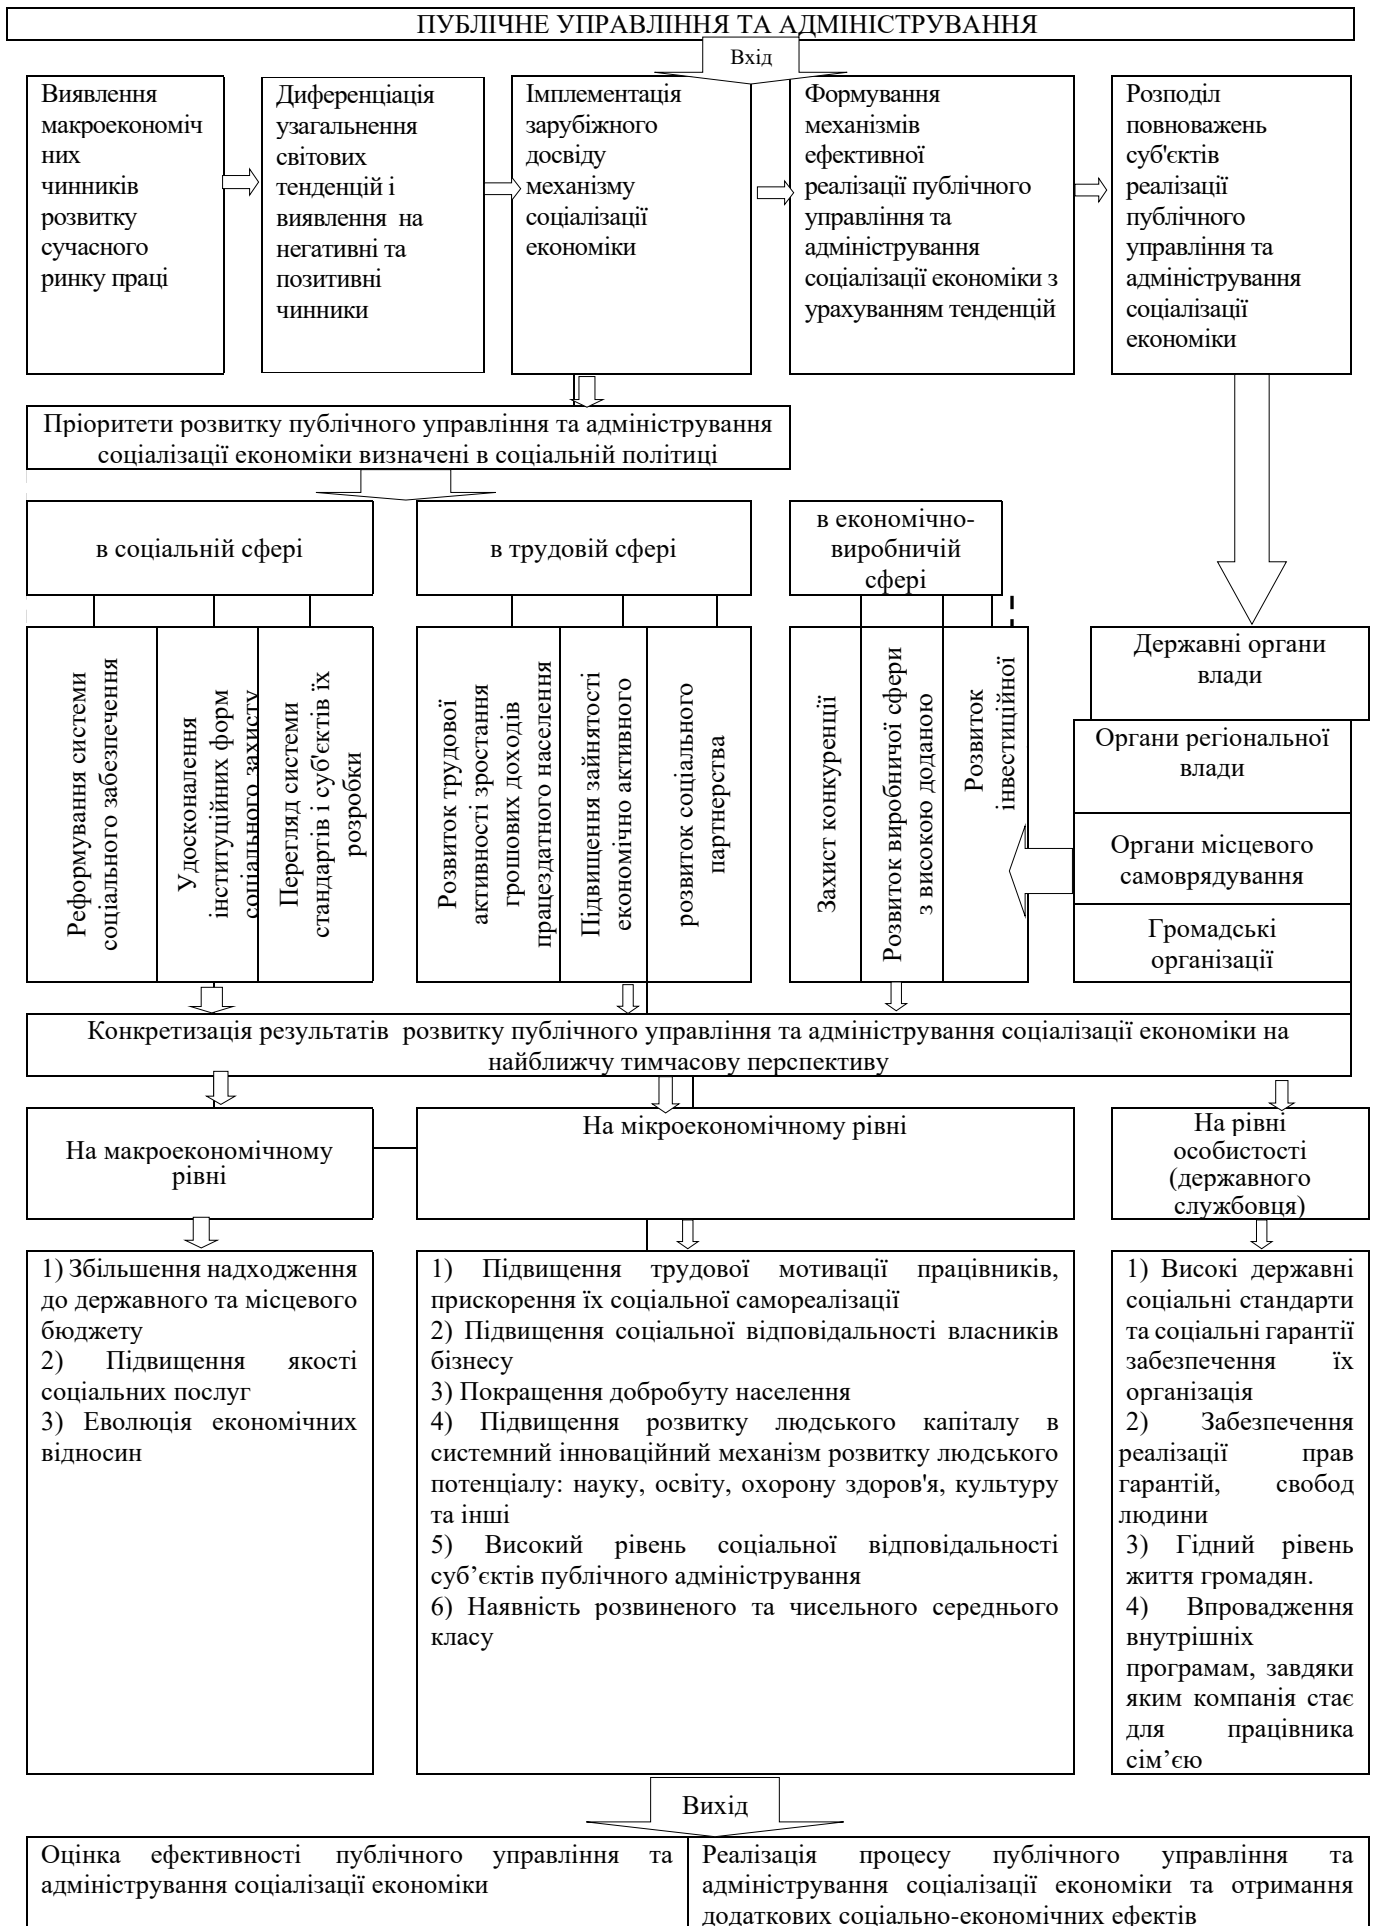 ПУБЛІЧНЕ УПРАВЛІННЯ ТА АДМІНІСТРУВАННЯ
Вхід
Виявлення
макроекономіч
них
чинників
розвитку
сучасного
ринку праці
Диференціація
узагальнення
світових
тенденцій і
виявлення на
негативні та
позитивні
чинники
Імплементація
зарубіжного
досвіду
механізму
соціалізації
економіки
Формування
механізмів
ефективної
реалізації публічного
управління та
адміністрування
соціалізації економіки з
урахуванням тенденцій
Розподіл
повноважень
суб'єктів
реалізації
публічного
управління та
адміністрування
соціалізації
економіки
Пріоритети розвитку публічного управління та адміністрування
соціалізації економіки визначені в соціальній політиці
в соціальній сфері
в трудовій сфері
в економічно-
виробничій
сфері
Реформування системи
соціального забезпечення
Удосконалення
інституційних форм
соціального захисту
Перегляд системи
стандартів і суб'єктів їх
розробки
Розвиток трудової
активності зростання
грошових доходів
працездатного населення
Підвищення зайнятості
економічно активного
розвиток соціального
партнерства
Захист конкуренції
Розвиток виробничої сфери
з високою доданою
Розвиток
інвестиційної
Державні органи
влади
Органи регіональної
влади
Органи місцевого
самоврядування
Громадські
організації
Конкретизація результатів розвитку публічного управління та адміністрування соціалізації економіки на
найближчу тимчасову перспективу
На макроекономічному
рівні
На мікроекономічному рівні
На рівні
особистості
(державного
службовця)
1) Збільшення надходження
до державного та місцевого
бюджету
2) Підвищення якості
соціальних послуг
3) Еволюція економічних
відносин
1) Підвищення трудової мотивації працівників,
прискорення їх соціальної самореалізації
2) Підвищення соціальної відповідальності власників
бізнесу
3) Покращення добробуту населення
4) Підвищення розвитку людського капіталу в
системний інноваційний механізм розвитку людського
потенціалу: науку, освіту, охорону здоров'я, культуру
та інші
5) Високий рівень соціальної відповідальності
суб’єктів публічного адміністрування
6) Наявність розвиненого та чисельного середнього
класу
1) Високі державні
соціальні стандарти
та соціальні гарантії
забезпечення їх
організація
2) Забезпечення
реалізації прав
гарантій, свобод
людини
3) Гідний рівень
життя громадян.
4) Впровадження
внутрішніх
програмам, завдяки
яким компанія стає
для працівника
сім’єю
Вихід
Оцінка ефективності публічного управління та
адміністрування соціалізації економіки
Реалізація процесу публічного управління та
адміністрування соціалізації економіки та отримання
додаткових соціально-економічних ефектів